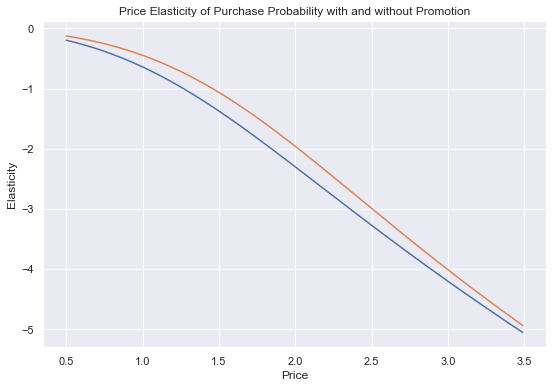 Price Elasticity of Purchase Probability with and without Promotion
0
−1
−2
−3
−4
−5
Elasticity
0.5 1.0 1.5 2.0 2.5 3.0 3.5
Price